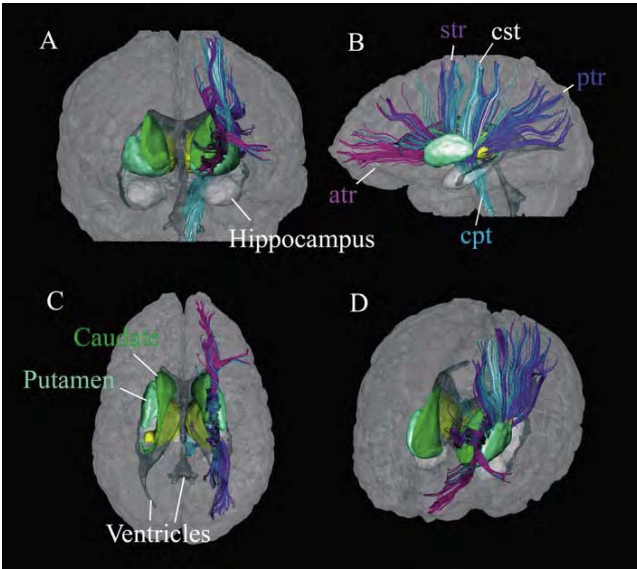 A
B
str
cst
ptr
atr
cpt
Hippocampus
C
D
Caudate
Putamen
Ventricles